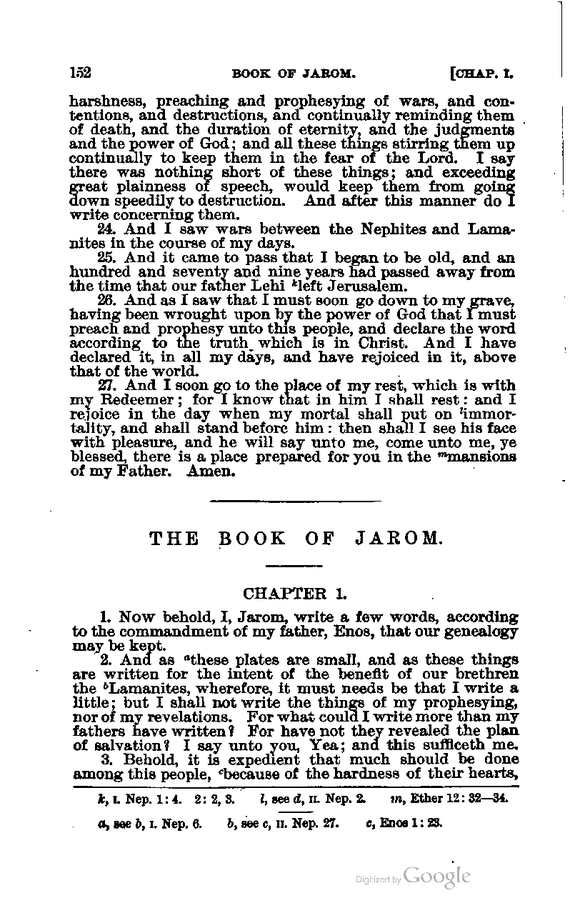 152 BOOK OF JAROM. [CHAP. I.
harshness, preaching and prophesying of wars, and con-
tentions, and destructions, and continually reminding them
of death, and the duration of eternity, and the judgments
and the power of God; and all these things stirring them up
continually to keep them in the fear of the Lord. I say
there was nothing short of these things; and exceeding
great plainness of speech, would keep them from going
down speedily to destruction. And after this manner do I
write concerning them.
24. And I saw wars between the Nephites and Lama-
nites in the course of my days.
25. And it came to pass that I began to be old, and an
hundred and seventy and nine years had passed away from
the time that our father Lehi ᵏleft Jerusalem.
26. And as I saw that I must soon go down to my grave,
having been wrought upon by the power of God that I must
preach and prophesy unto this people, and declare the word
according to the truth which is in Christ. And I have
declared it, in all my days, and have rejoiced in it, above
that of the world.
27. And I soon go to the place of my rest, which is with
my Redeemer; for I know that in him I shall rest: and I
rejoice in the day when my mortal shall put on ˡimmor-
tality, and shall stand before him: then shall I see his face
with pleasure, and he will say unto me, come unto me, ye
blessed, there is a place prepared for you in the ᵐmansions
of my Father. Amen.
THE BOOK OF JAROM.
CHAPTER 1.
1. Now behold, I, Jarom, write a few words, according
to the commandment of my father, Enos, that our genealogy
may be kept.
2. And as ᵃthese plates are small, and as these things
are written for the intent of the benefit of our brethren
the ᵇLamanites, wherefore, it must needs be that I write a
little; but I shall not write the things of my prophesying,
nor of my revelations. For what could I write more than my
fathers have written? For have not they revealed the plan
of salvation? I say unto you, Yea; and this sufficeth me.
3. Behold, it is expedient that much should be done
among this people, ᶜbecause of the hardness of their hearts,
k, I. Nep. 1: 4. 2: 2, 3. l, see d, II. Nep. 2. m, Ether 12: 32—34.
a, see b, I. Nep. 6. b, see c, II. Nep. 27. c, Enos 1: 23.
Digitized by Google